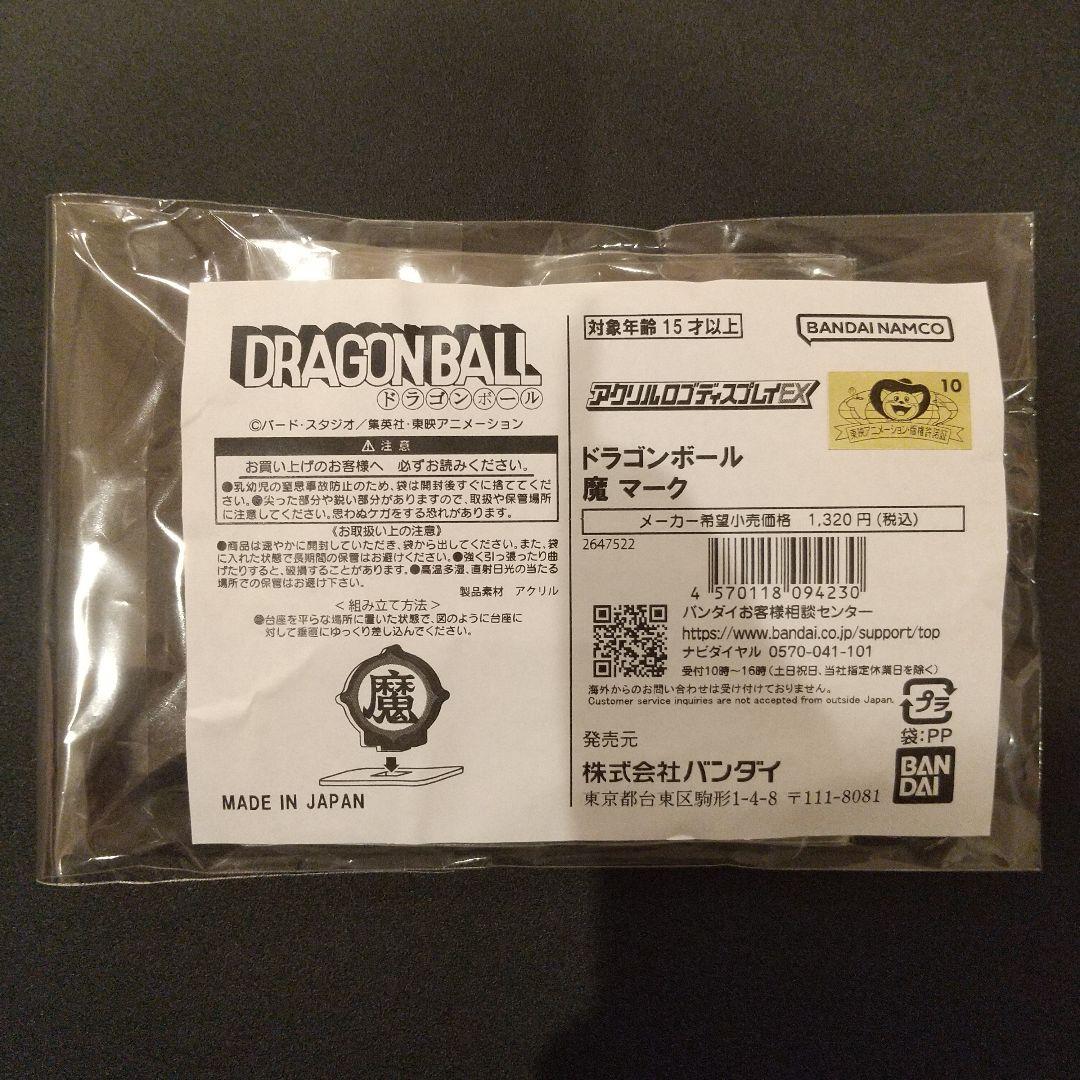 DRAGON BALL
ドラゴンボール
©バード・スタジオ/集英社・東映アニメーション
⚠注意
お買い上げのお客様へ 必ずお読みください。
●乳幼児の窒息事故防止のため、袋は開封後すぐに捨ててくだ
さい。●尖った部分や鋭い部分がありますので、取扱や保管場所
に注意してください。思わぬケガをする恐れがあります。
《お取扱い上の注意》
●商品は速やかに開封していただき、袋から出してください。また、袋
に入れた状態で長期間の保管はお避けください。●強く引っ張ったり曲
げたりすると、破損することがあります。●高温多湿、直射日光の当たる
場所での保管はお避け下さい。
製品素材 アクリル
<組み立て方法>
●台座を平らな場所に置いた状態で、図のように台座に
対して垂直にゆっくり差し込んでください。
魔
MADE IN JAPAN
対象年齢15才以上
BANDAI NAMCO
アクリルロゴディスプレイEX
10
東映アニメーション・版権許諾証
ドラゴンボール
魔 マーク
メーカー希望小売価格 1,320円(税込)
2647522
4 570118 094230
バンダイお客様相談センター
https://www.bandai.co.jp/support/top
ナビダイヤル 0570-041-101
受付10時~16時(土日祝日、当社指定休業日を除く)
海外からのお問い合わせは受け付けておりません。
Customer service inquiries are not accepted from outside Japan.
プラ
袋:PP
発売元
株式会社バンダイ
東京都台東区駒形1-4-8 〒111-8081
BAN
DAI